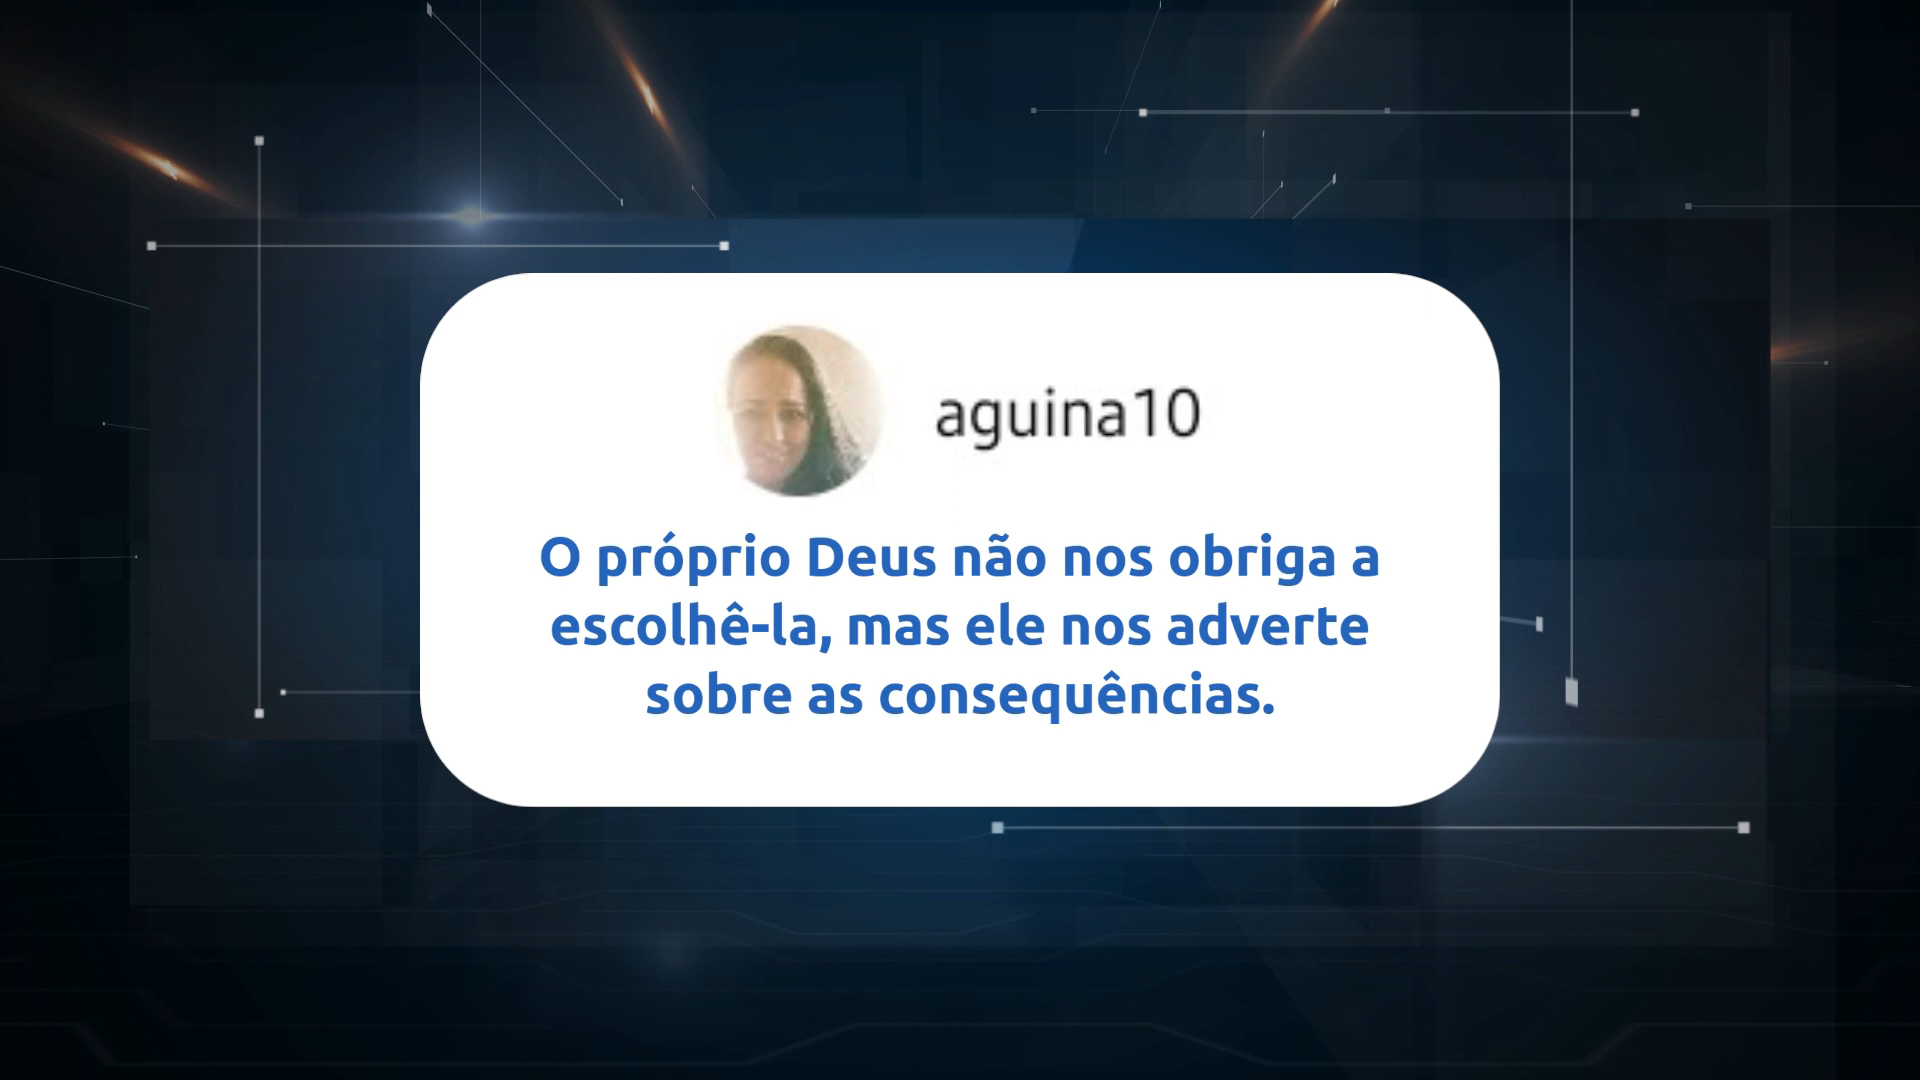 aguina10
O próprio Deus não nos obriga a
escolhê-la, mas ele nos adverte
sobre as consequências.